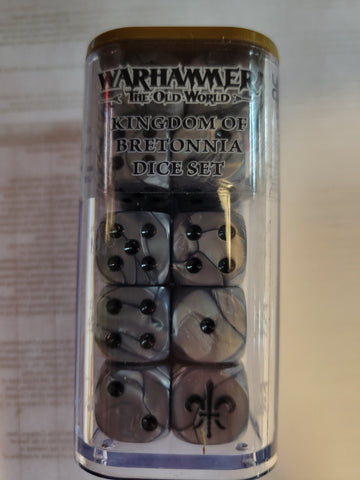 WARHAMMER
THE OLD WORLD
KINGDOM OF
BRETONNIA
DICE SET